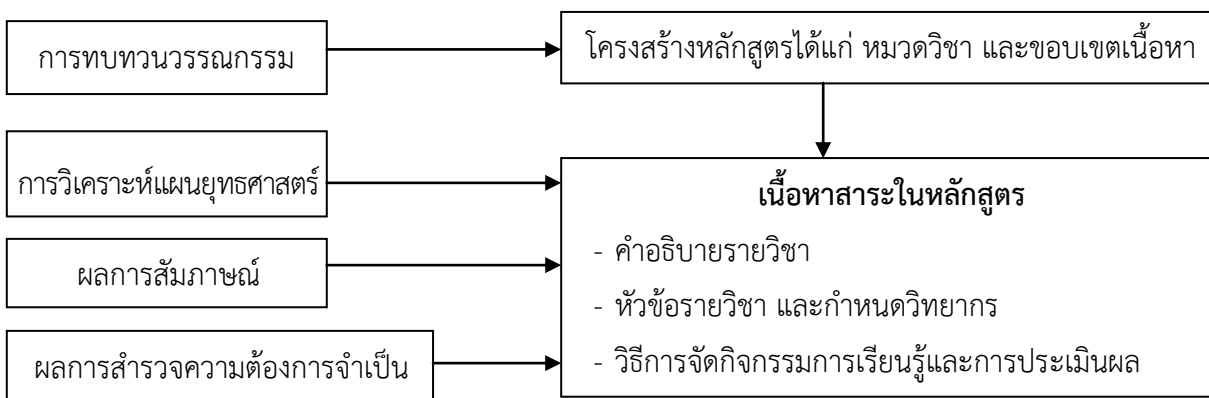 การทบทวนวรรณกรรม
โครงสร้างหลักสูตรได้แก่ หมวดวิชา และขอบเขตเนื้อหา
การวิเคราะห์แผนยุทธศาสตร์
ผลการสัมภาษณ์
ผลการสำรวจความต้องการจำเป็น
เนื้อหาสาระในหลักสูตร
- คำอธิบายรายวิชา
- หัวข้อรายวิชา และกำหนดวิทยากร
- วิธีการจัดกิจกรรมการเรียนรู้และการประเมินผล